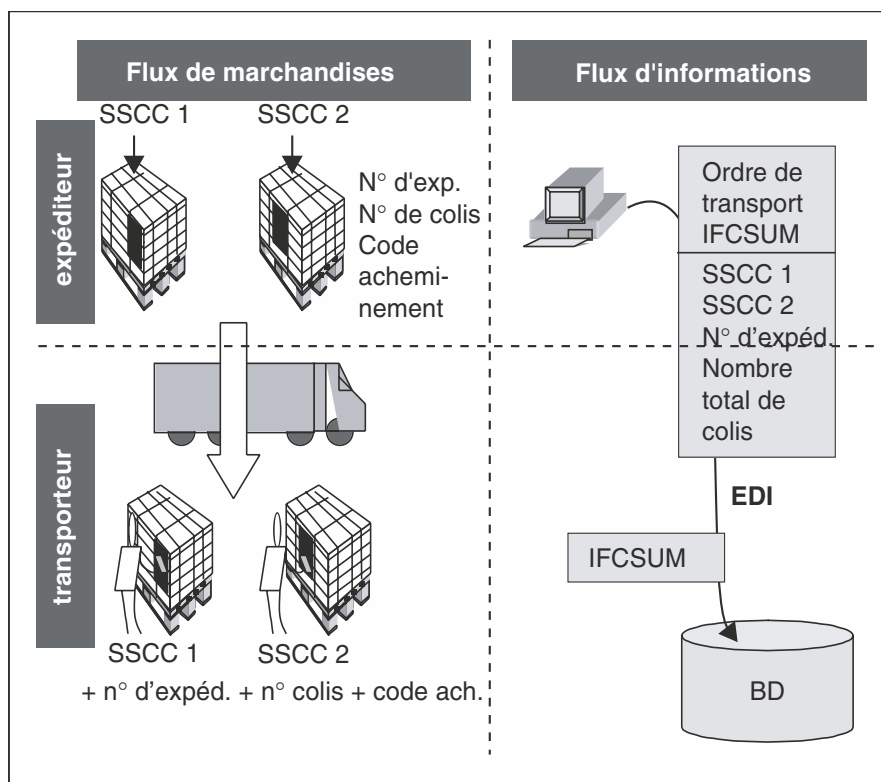 Flux de marchandises
Flux d'informations
expéditeur
SSCC 1
SSCC 2
N° d'exp.
N° de colis
Code
achemi-
nement
Ordre de
transport
IFCSUM
SSCC 1
SSCC 2
N° d’expéd.
Nombre
total de
colis
transporteur
SSCC 1
SSCC 2
+ n° d’expéd. + n° colis + code ach.
EDI
IFCSUM
BD